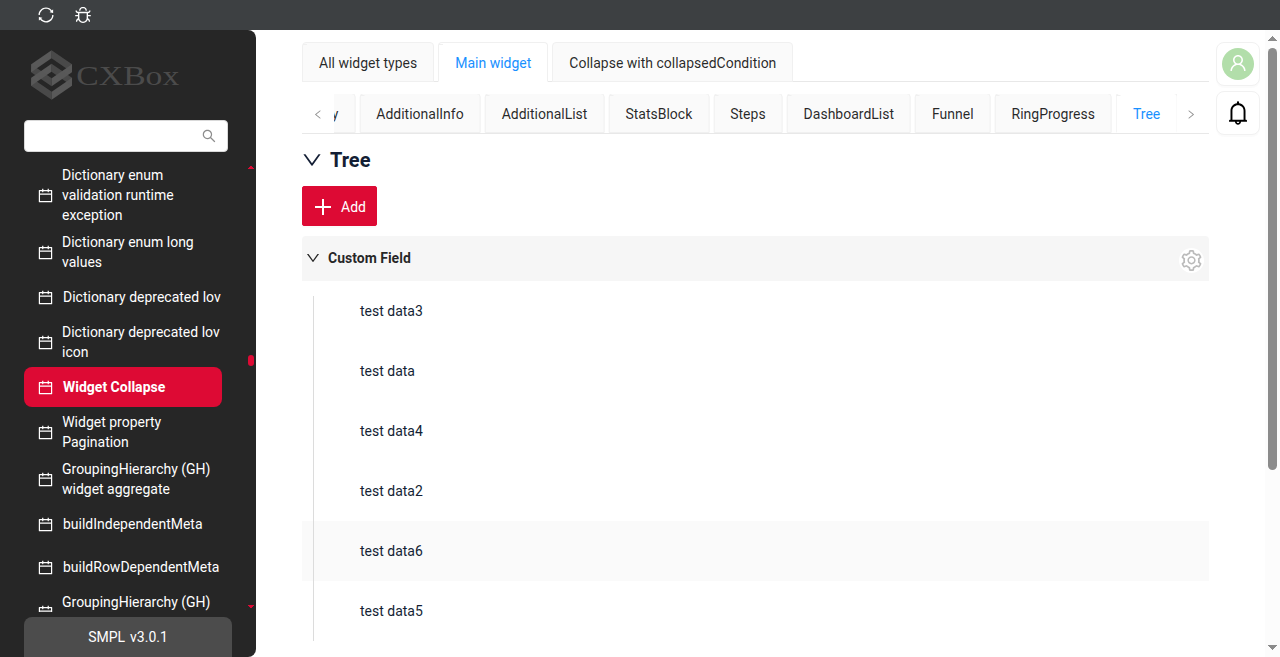 CXBox
Dictionary enum
validation runtime
exception
Dictionary enum long
values
Dictionary deprecated lov
Dictionary deprecated lov
icon
Widget Collapse
Widget property
Pagination
GroupingHierarchy (GH)
widget aggregate
buildIndependentMeta
buildRowDependentMeta
GroupingHierarchy (GH)
SMPL v3.0.1
All widget types
Main widget
Collapse with collapsedCondition
AdditionalInfo
AdditionalList
StatsBlock
Steps
DashboardList
Funnel
RingProgress
Tree
Tree
Add
Custom Field
test data3
test data
test data4
test data2
test data6
test data5